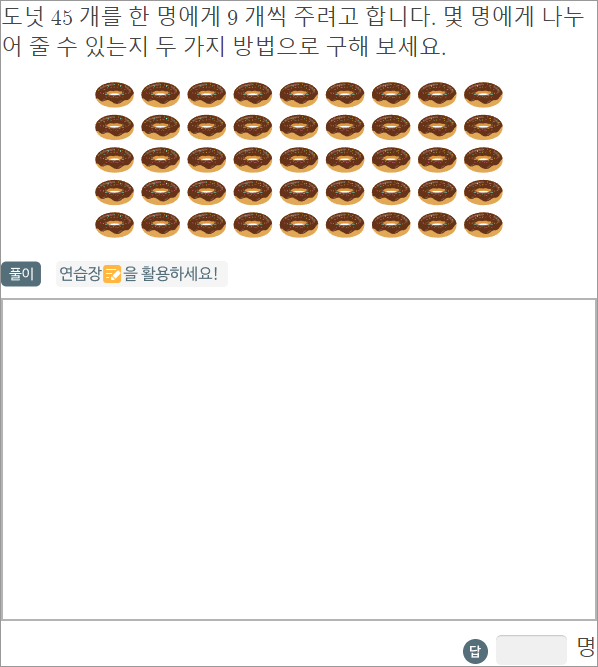 도넛 45 개를 한 명에게 9 개씩 주려고 합니다. 몇 명에게 나누
어 줄 수 있는지 두 가지 방법으로 구해 보세요.
풀이 연습장을 활용하세요!
답 명